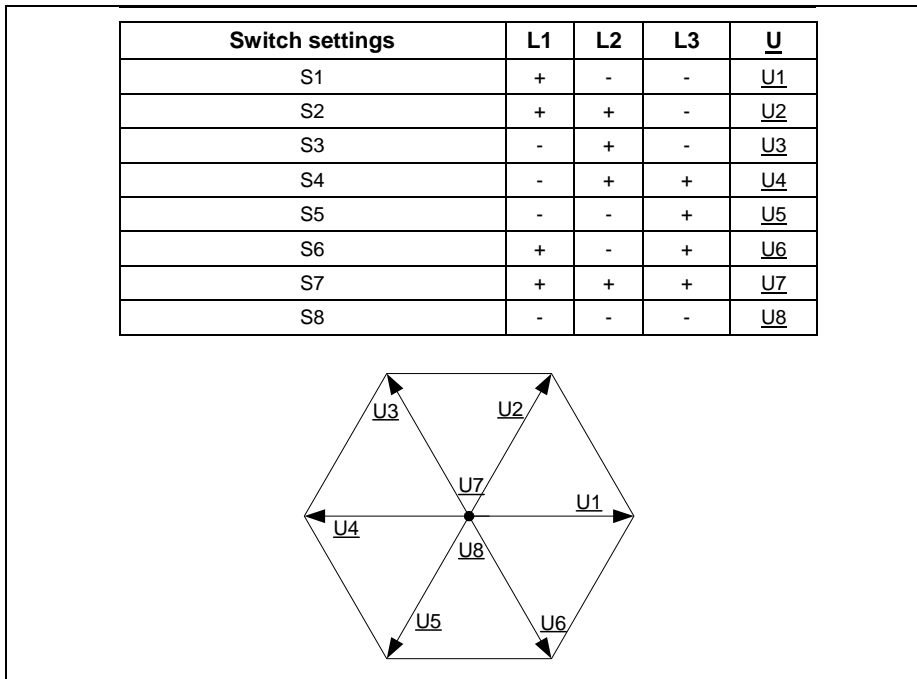 Switch settings L1 L2 L3 U
S1 + - - U1
S2 + + - U2
S3 - + - U3
S4 - + + U4
S5 - - + U5
S6 + - + U6
S7 + + + U7
S8 - - - U8
U3 U2
U7
U1
U4
U8
U5 U6